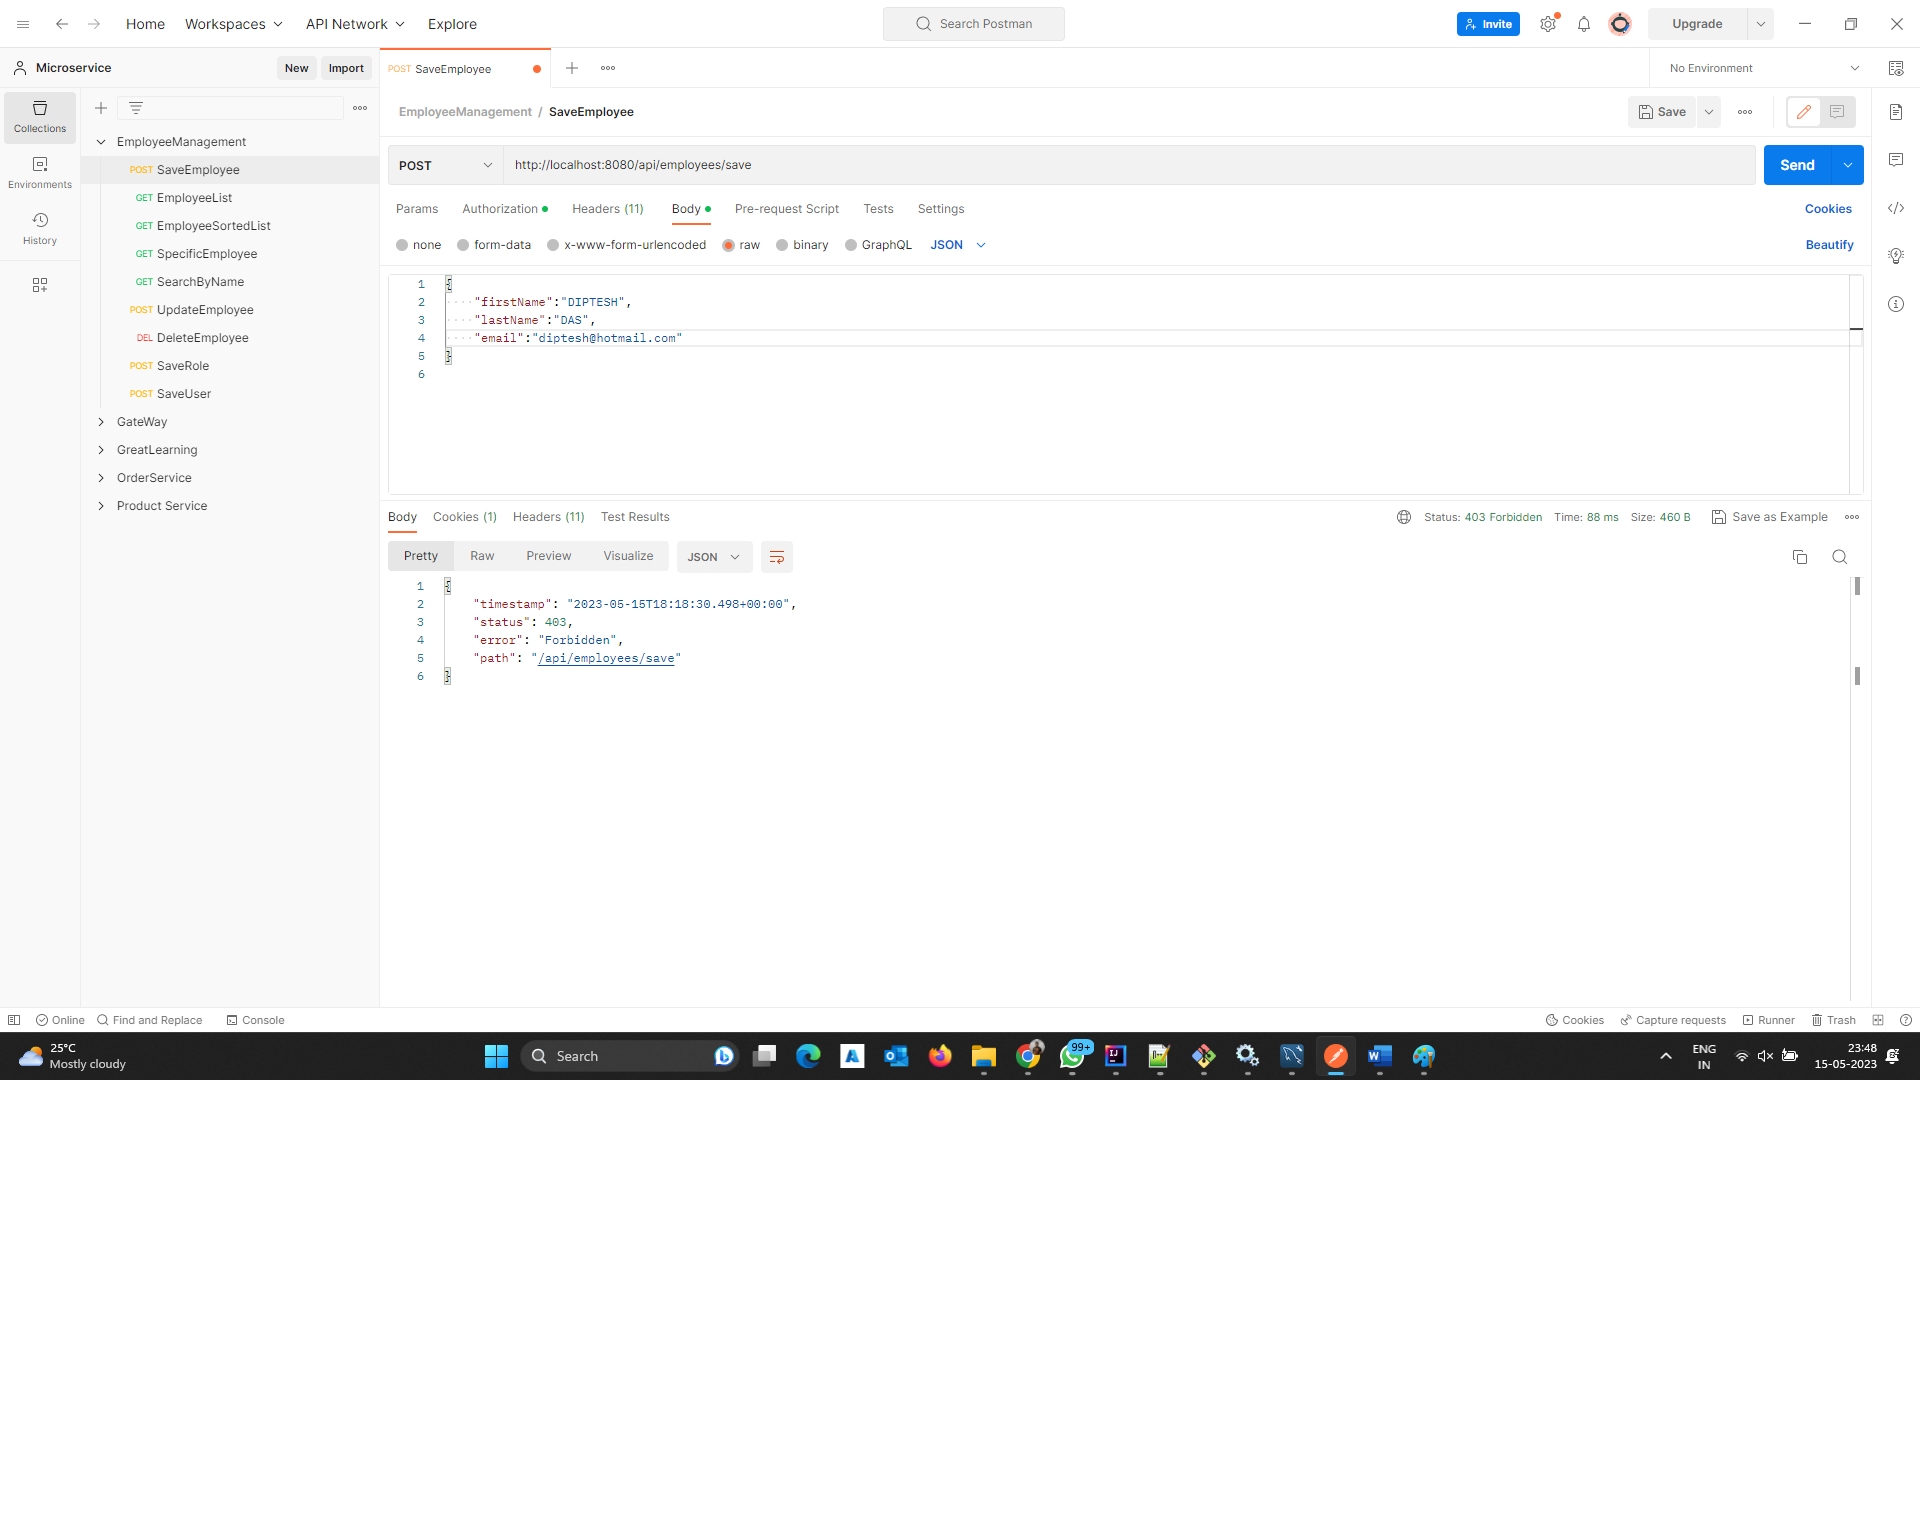 Home
Workspaces
API Network
Explore
Search Postman
Invite
Upgrade
Microservice
New
Import
POST SaveEmployee
No Environment
Collections
Environments
History
EmployeeManagement
POST SaveEmployee
GET EmployeeList
GET EmployeeSortedList
GET SpecificEmployee
GET SearchByName
POST UpdateEmployee
DEL DeleteEmployee
POST SaveRole
POST SaveUser
GateWay
GreatLearning
OrderService
Product Service
EmployeeManagement / SaveEmployee
Save
POST
http://localhost:8080/api/employees/save
Send
Params
Authorization
Headers (11)
Body
Pre-request Script
Tests
Settings
Cookies
none
form-data
x-www-form-urlencoded
raw
binary
GraphQL
JSON
Beautify
1 {
2 ····"firstName":"DIPTESH",
3 ····"lastName":"DAS",
4 ····"email":"diptesh@hotmail.com"
5 }
6
Body
Cookies (1)
Headers (11)
Test Results
Status: 403 Forbidden
Time: 88 ms
Size: 460 B
Save as Example
Pretty
Raw
Preview
Visualize
JSON
1 {
2 "timestamp": "2023-05-15T18:18:30.498+00:00",
3 "status": 403,
4 "error": "Forbidden",
5 "path": "/api/employees/save"
6 }
Online
Find and Replace
Console
Cookies
Capture requests
Runner
Trash
25°C
Mostly cloudy
Search
99+
ENG
IN
23:48
15-05-2023